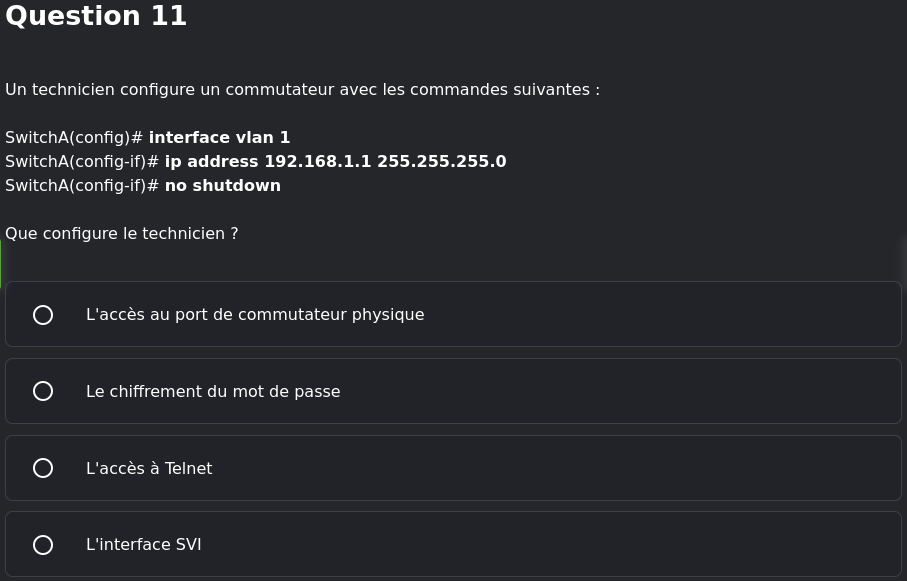 Question 11
Un technicien configure un commutateur avec les commandes suivantes :
SwitchA(config)# interface vlan 1
SwitchA(config-if)# ip address 192.168.1.1 255.255.255.0
SwitchA(config-if)# no shutdown
Que configure le technicien ?
L'accès au port de commutateur physique
Le chiffrement du mot de passe
L'accès à Telnet
L'interface SVI